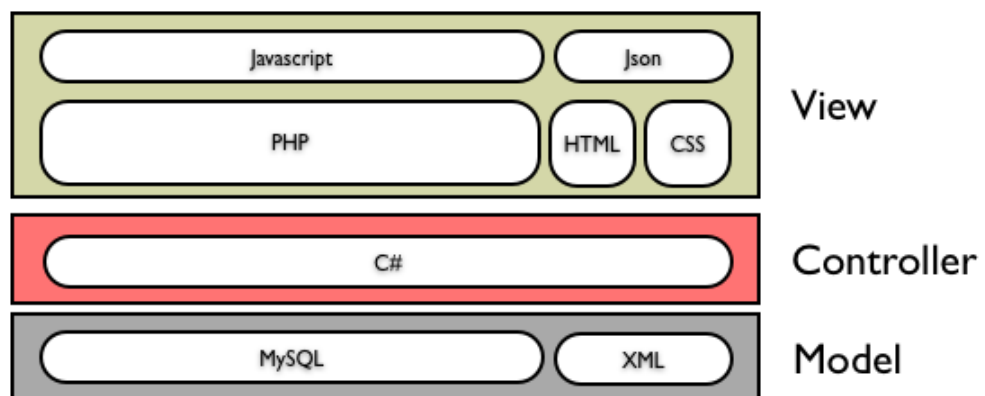 Javascript
Json
View
PHP
HTML
CSS
C#
Controller
MySQL
XML
Model